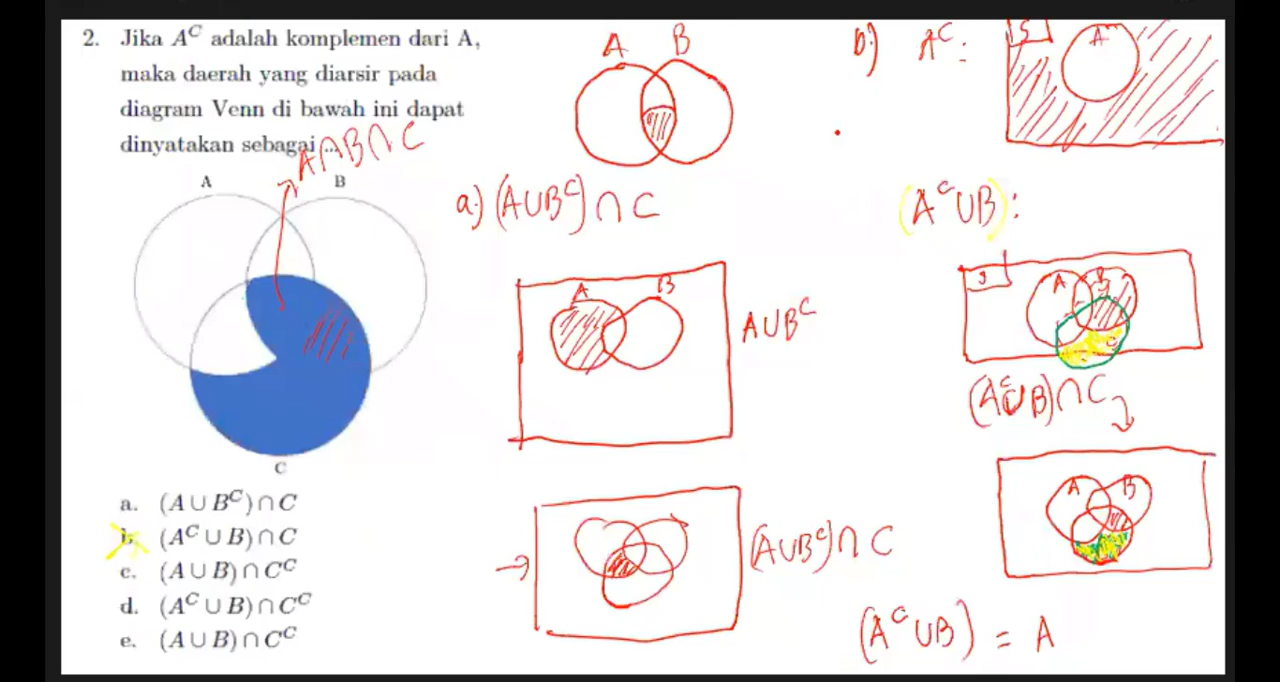 2. Jika A^C adalah komplemen dari A,
maka daerah yang diarsir pada
diagram Venn di bawah ini dapat
dinyatakan sebagai ...
A∩B∩C
A B
C
a. (A ∪ B^C) ∩ C
b. (A^C ∪ B) ∩ C
c. (A ∪ B) ∩ C^C
d. (A^C ∪ B) ∩ C^C
e. (A ∪ B) ∩ C^C
A B
a.) (A∪B^C) ∩ C
A B
A∪B^C
(A∪B^C) ∩ C
b.) A^C :
S
A
(A^C∪B) :
S
A B
C
(A^C∪B) ∩ C
A B
(A^C∪B) = A